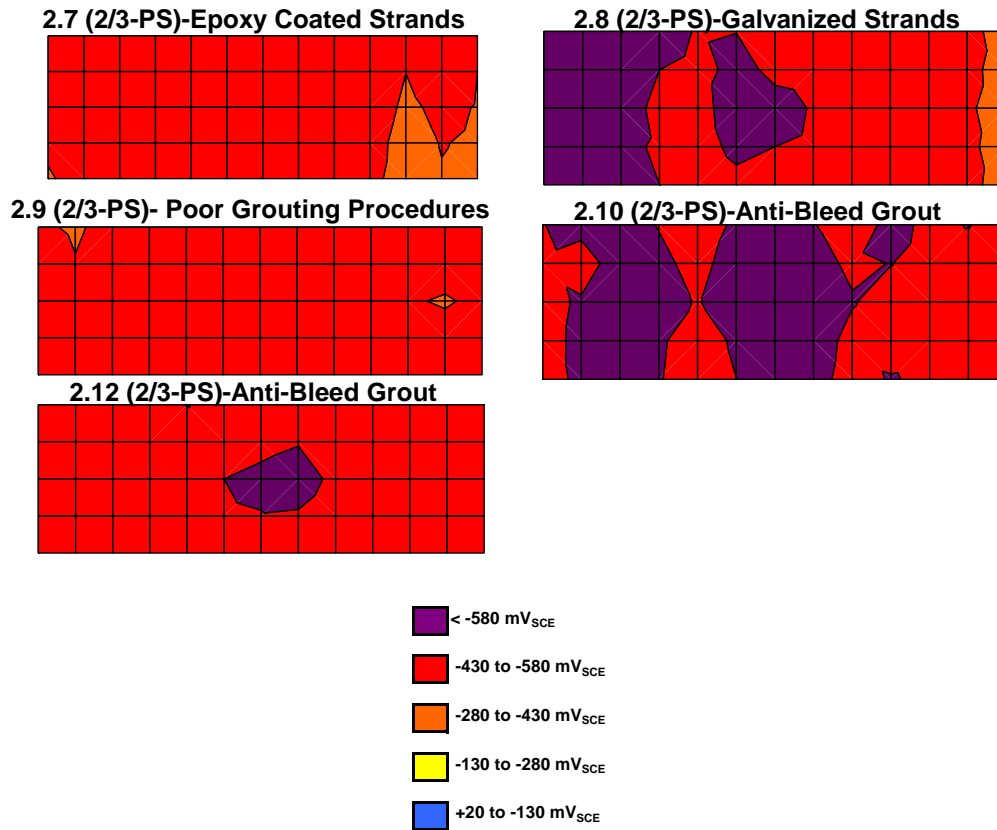 2.7 (2/3-PS)-Epoxy Coated Strands
2.8 (2/3-PS)-Galvanized Strands
2.9 (2/3-PS)- Poor Grouting Procedures
2.10 (2/3-PS)-Anti-Bleed Grout
2.12 (2/3-PS)-Anti-Bleed Grout
< -580 mVSCE
-430 to -580 mVSCE
-280 to -430 mVSCE
-130 to -280 mVSCE
+20 to -130 mVSCE